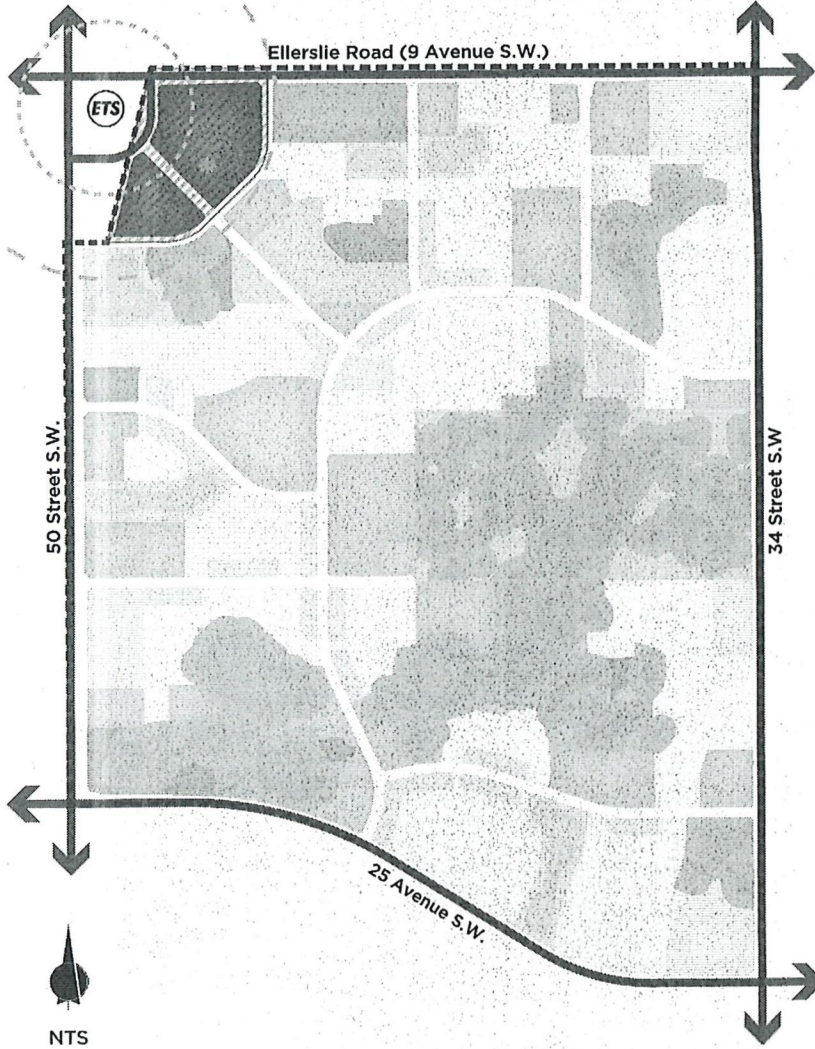 Ellerslie Road (9 Avenue S.W.)
ETS
50 Street S.W.
34 Street S.W
25 Avenue S.W.
NTS